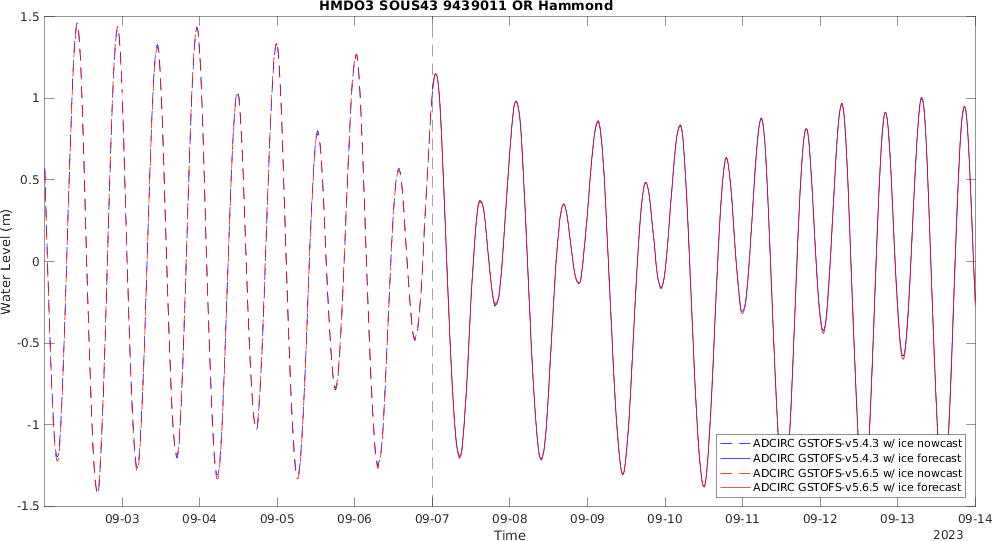 HMDO3 SOUS43 9439011 OR Hammond
1.5
1
0.5
0
-0.5
-1
-1.5
Water Level (m)
ADCIRC GSTOFS-v5.4.3 w/ ice nowcast
ADCIRC GSTOFS-v5.4.3 w/ ice forecast
ADCIRC GSTOFS-v5.6.5 w/ ice nowcast
ADCIRC GSTOFS-v5.6.5 w/ ice forecast
09-03 09-04 09-05 09-06 09-07 09-08 09-09 09-10 09-11 09-12 09-13 09-14
Time
2023